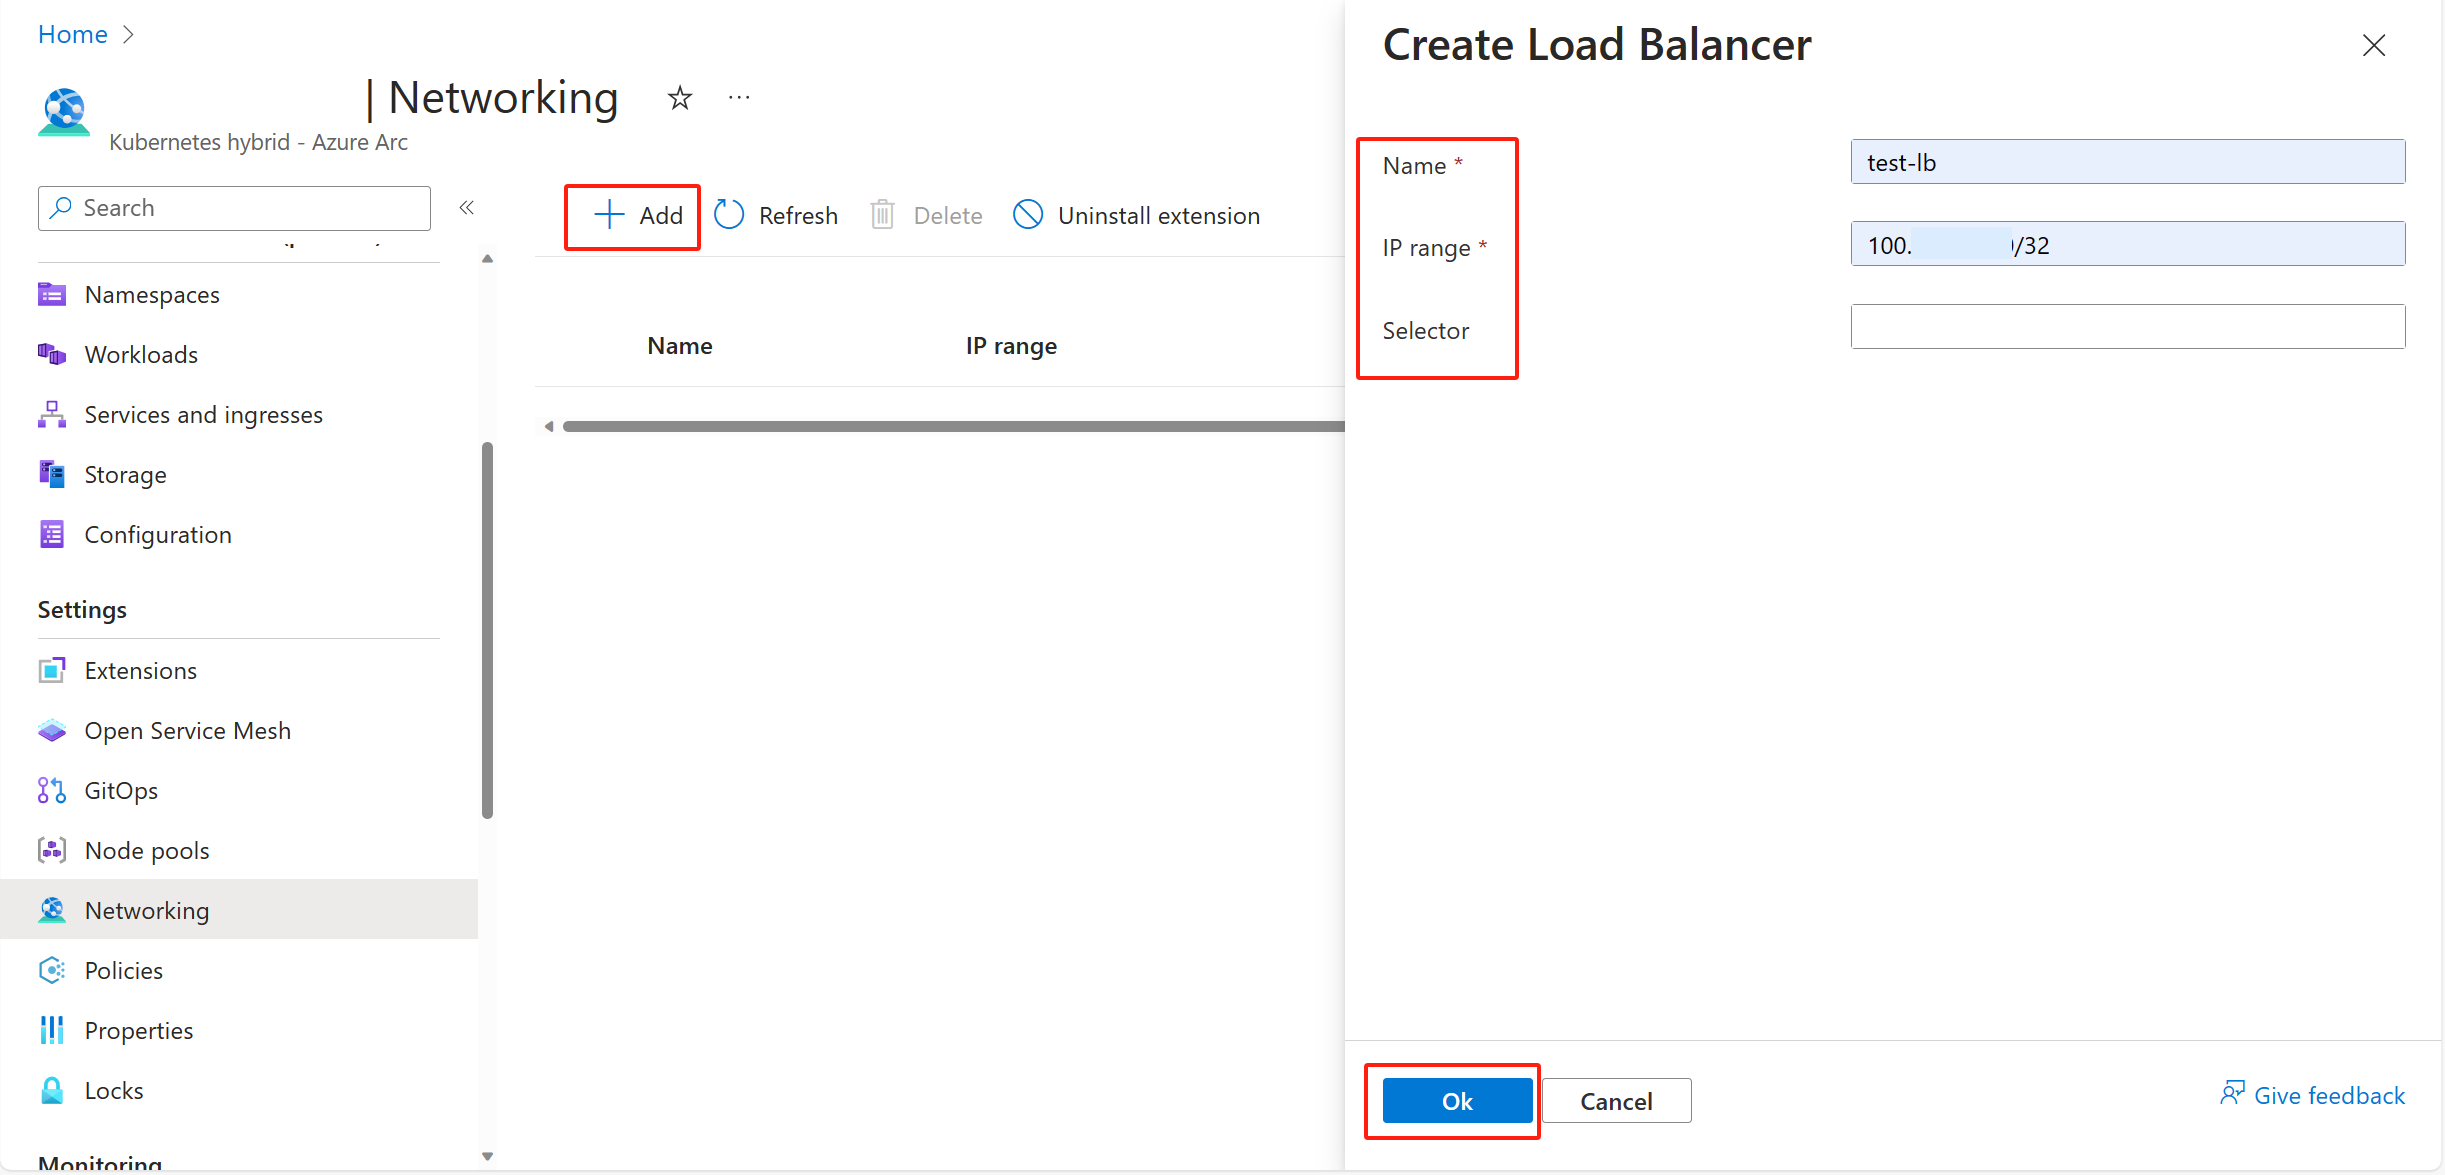 Home
| Networking
Kubernetes hybrid - Azure Arc
Search
Namespaces
Workloads
Services and ingresses
Storage
Configuration
Settings
Extensions
Open Service Mesh
GitOps
Node pools
Networking
Policies
Properties
Locks
Monitoring
Add Refresh Delete Uninstall extension
Name IP range
Create Load Balancer
Name * test-lb
IP range * 100. /32
Selector
Ok Cancel
Give feedback